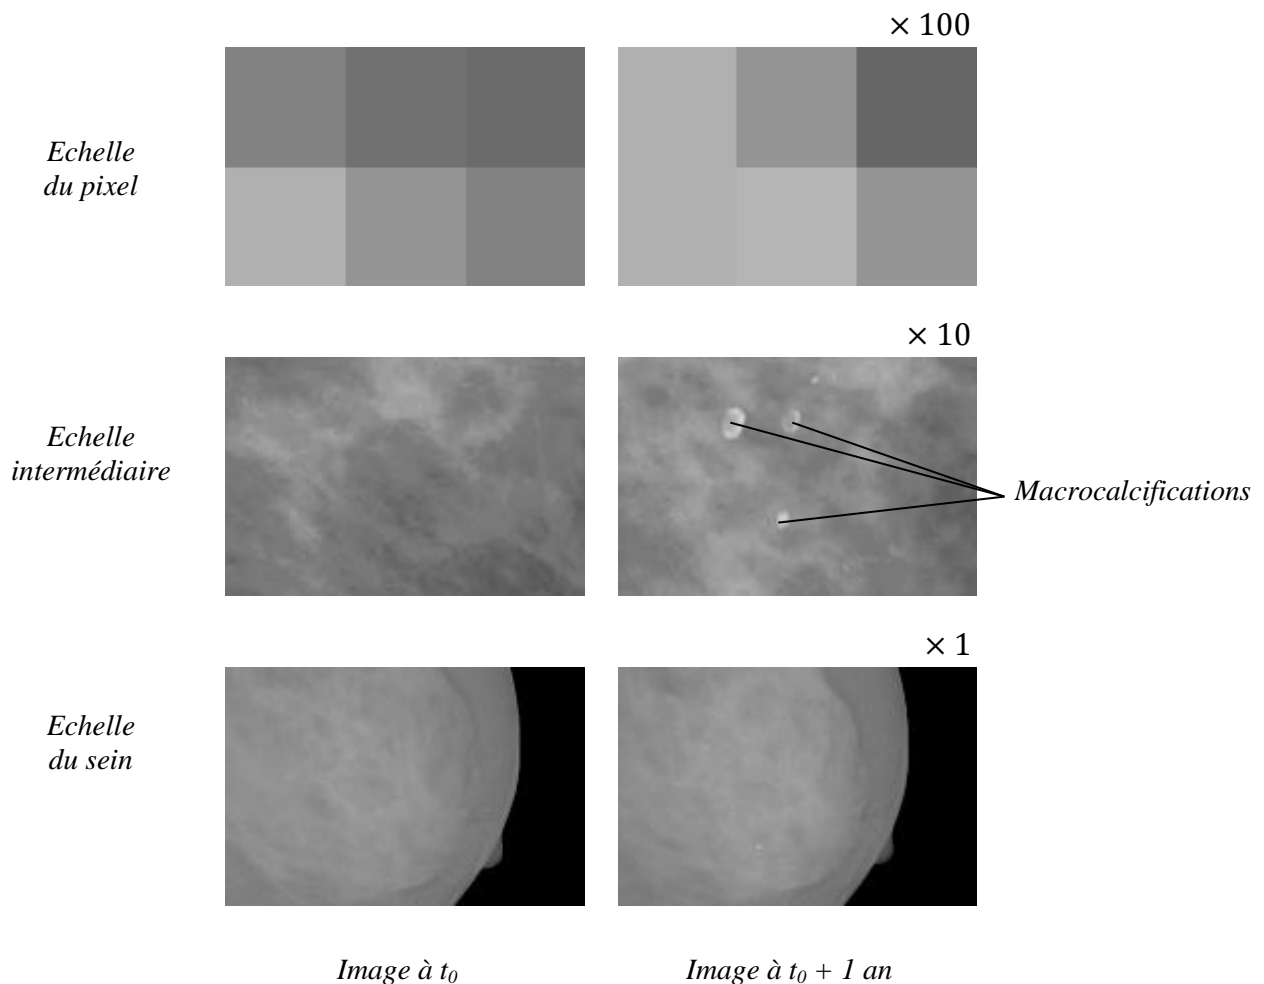 × 100
Echelle
du pixel
× 10
Echelle
intermédiaire
Macrocalcifications
× 1
Echelle
du sein
Image à t0
Image à t0 + 1 an